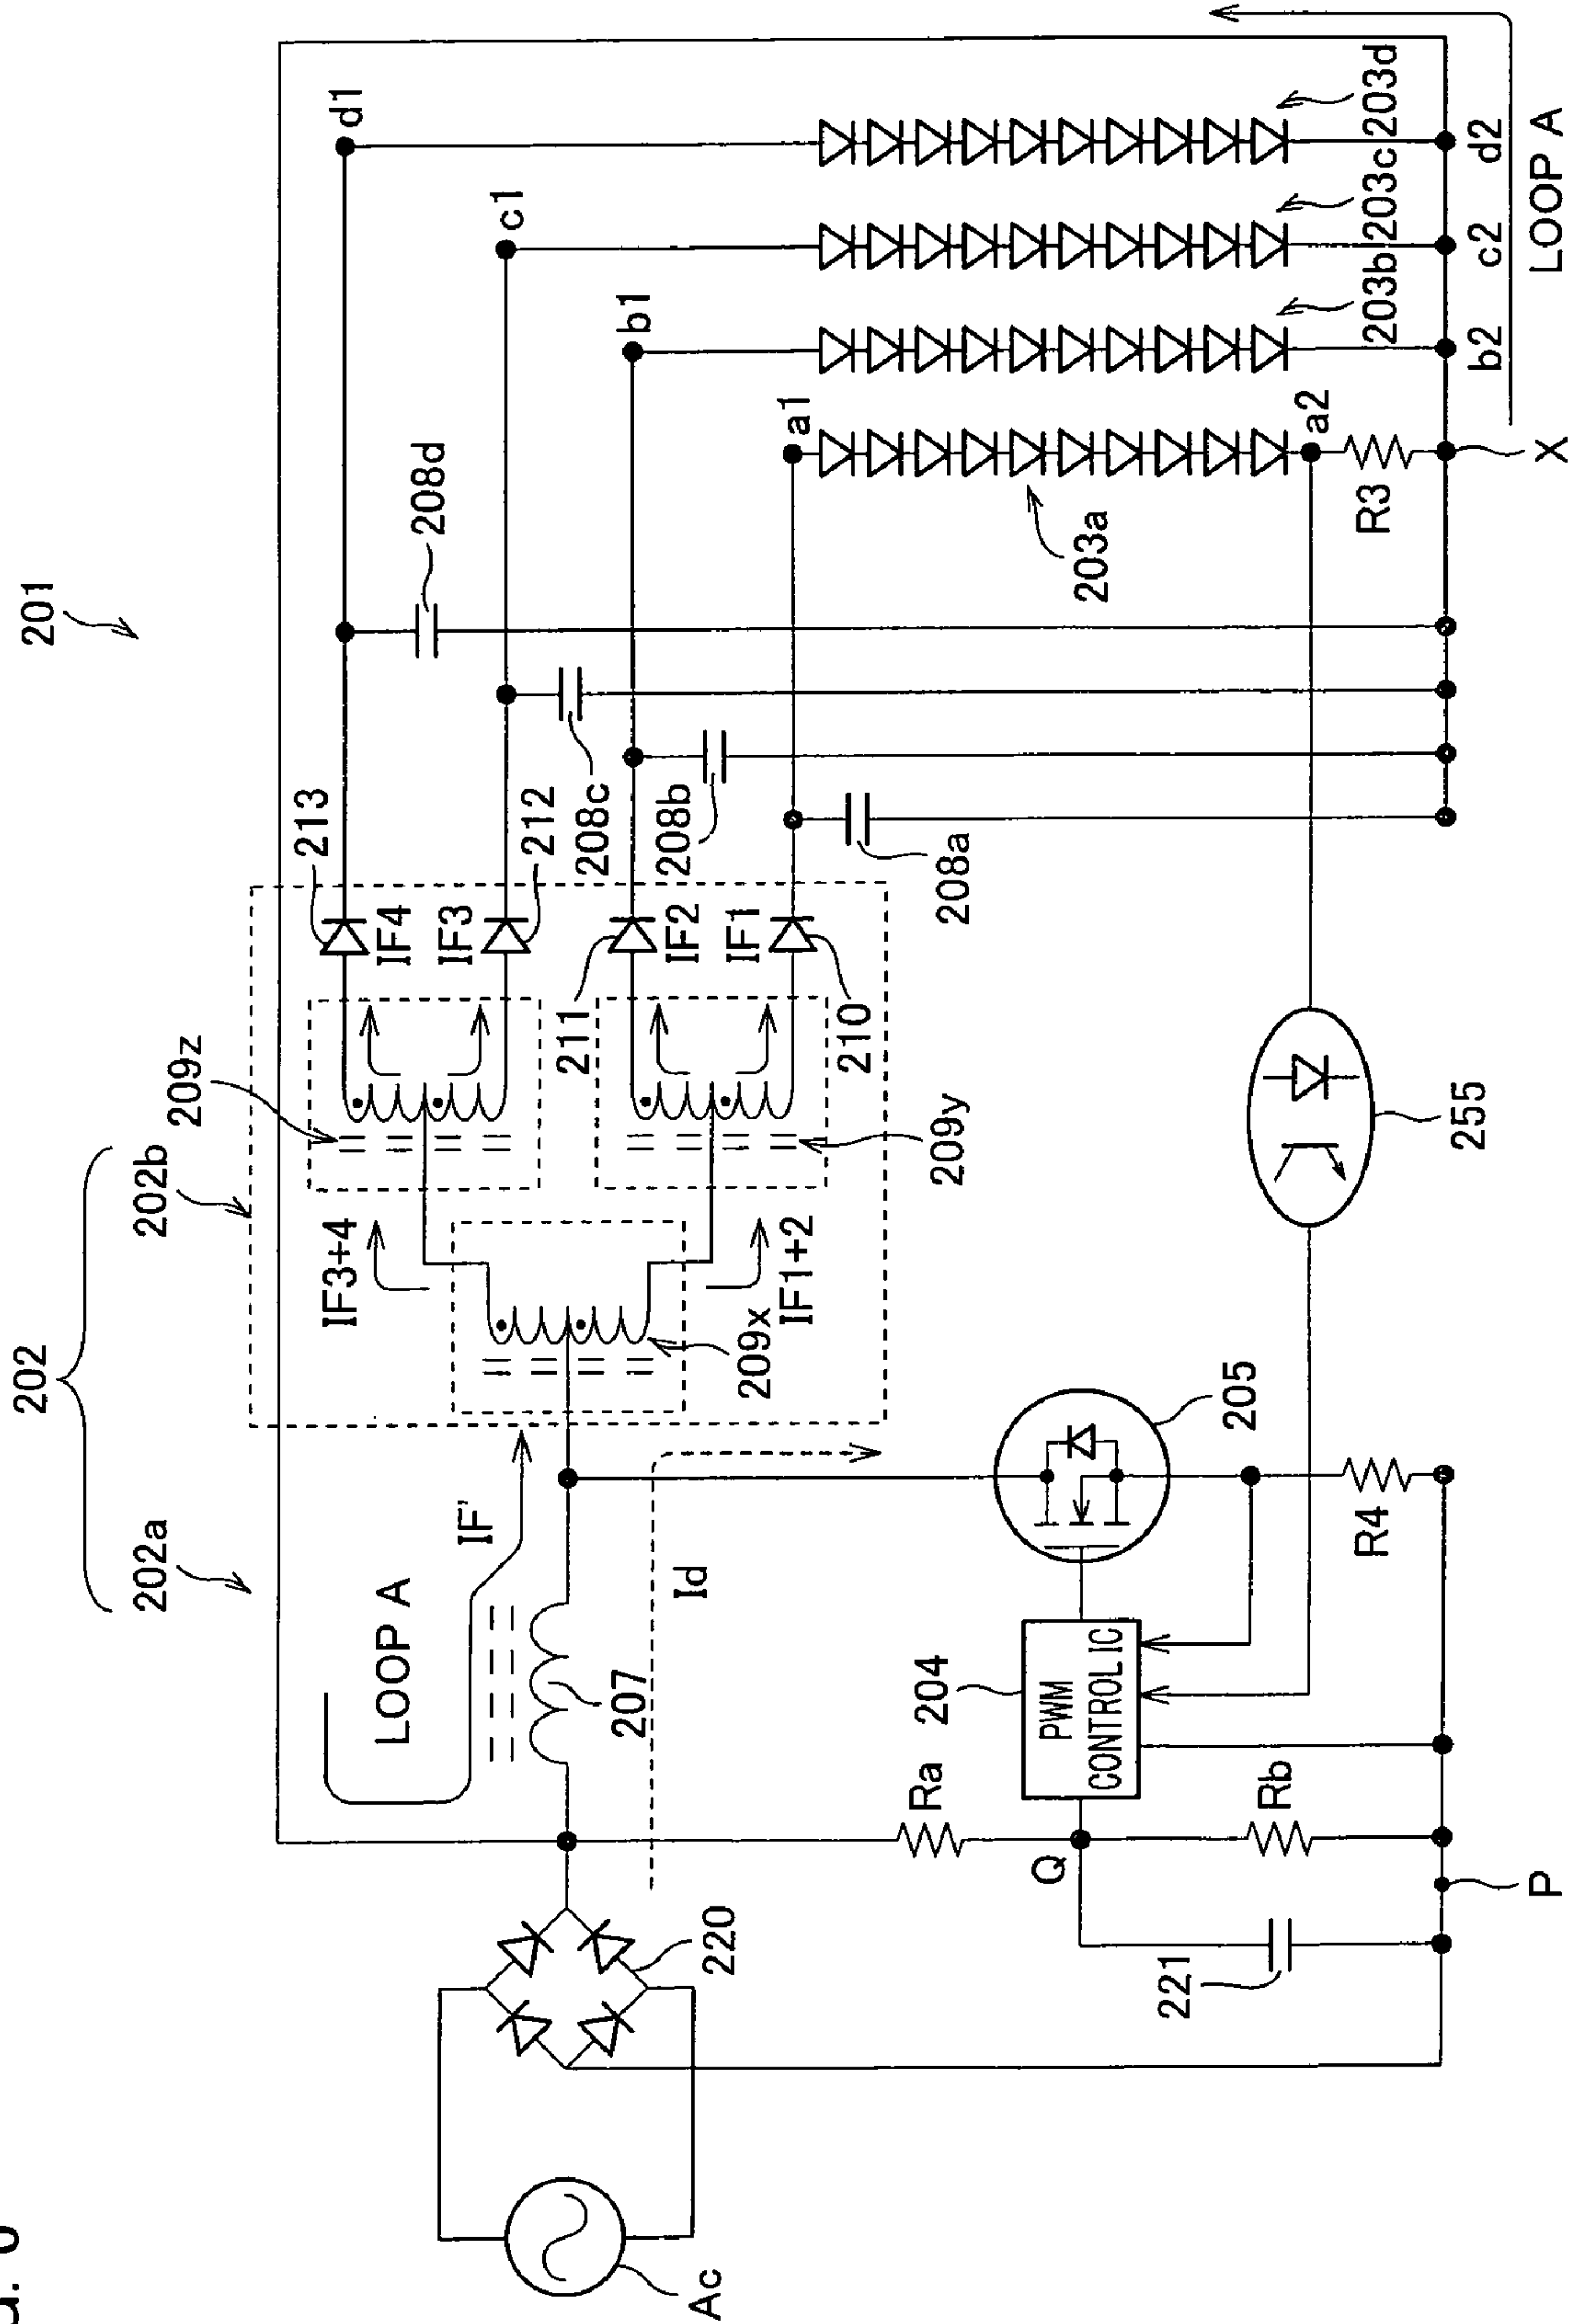 201
202
202a
202b
209z
213
IF4
IF3
212
208d
d1
c1
208c
b1
211
IF2
IF1
208b
a1
210
208a
IF3+4
209y
IF1+2
209x
LOOP A
IF'
207
Id
203a
203b
203c
203d
a2
R3
b2
c2
d2
X
LOOP A
Ac
220
Ra
204
PWM
CONTROL IC
205
255
Q
221
Rb
R4
P